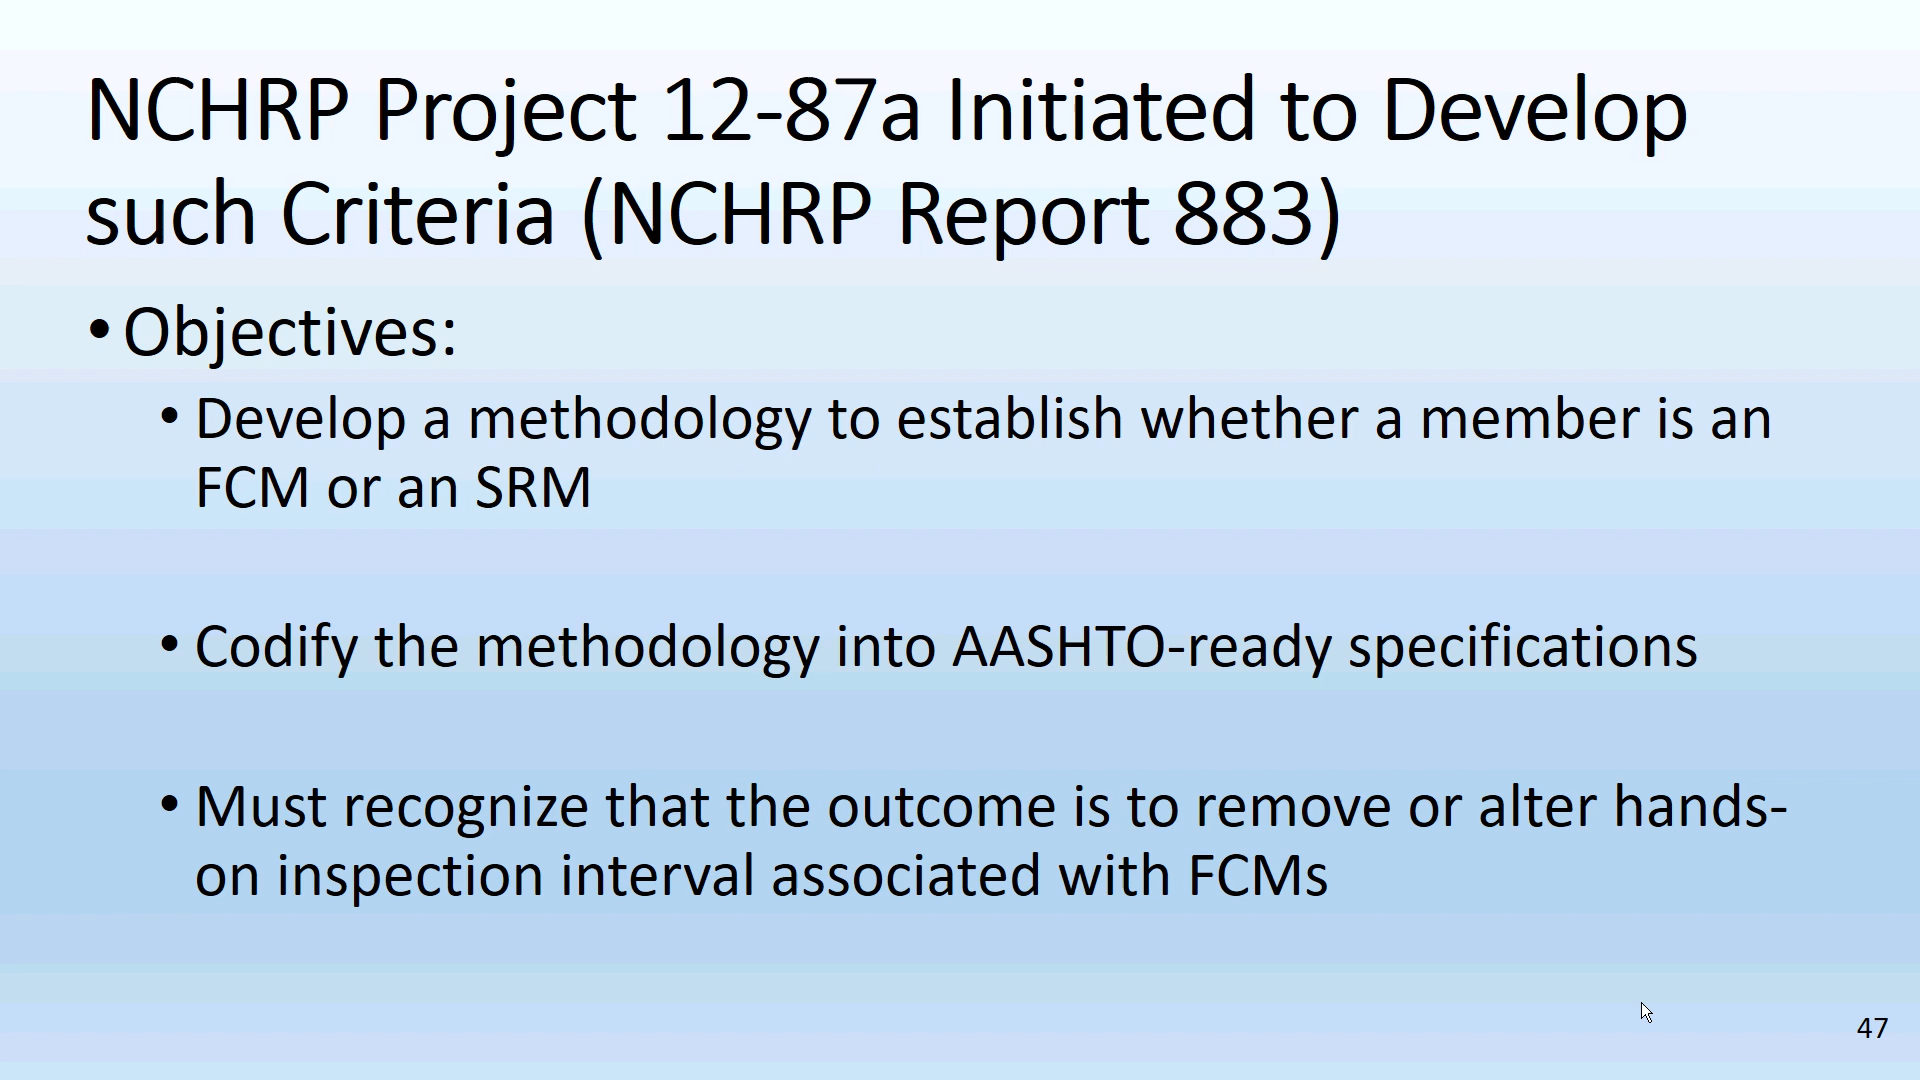 NCHRP Project 12-87a Initiated to Develop
such Criteria (NCHRP Report 883)
• Objectives:
• Develop a methodology to establish whether a member is an
FCM or an SRM
• Codify the methodology into AASHTO-ready specifications
• Must recognize that the outcome is to remove or alter hands-
on inspection interval associated with FCMs
47